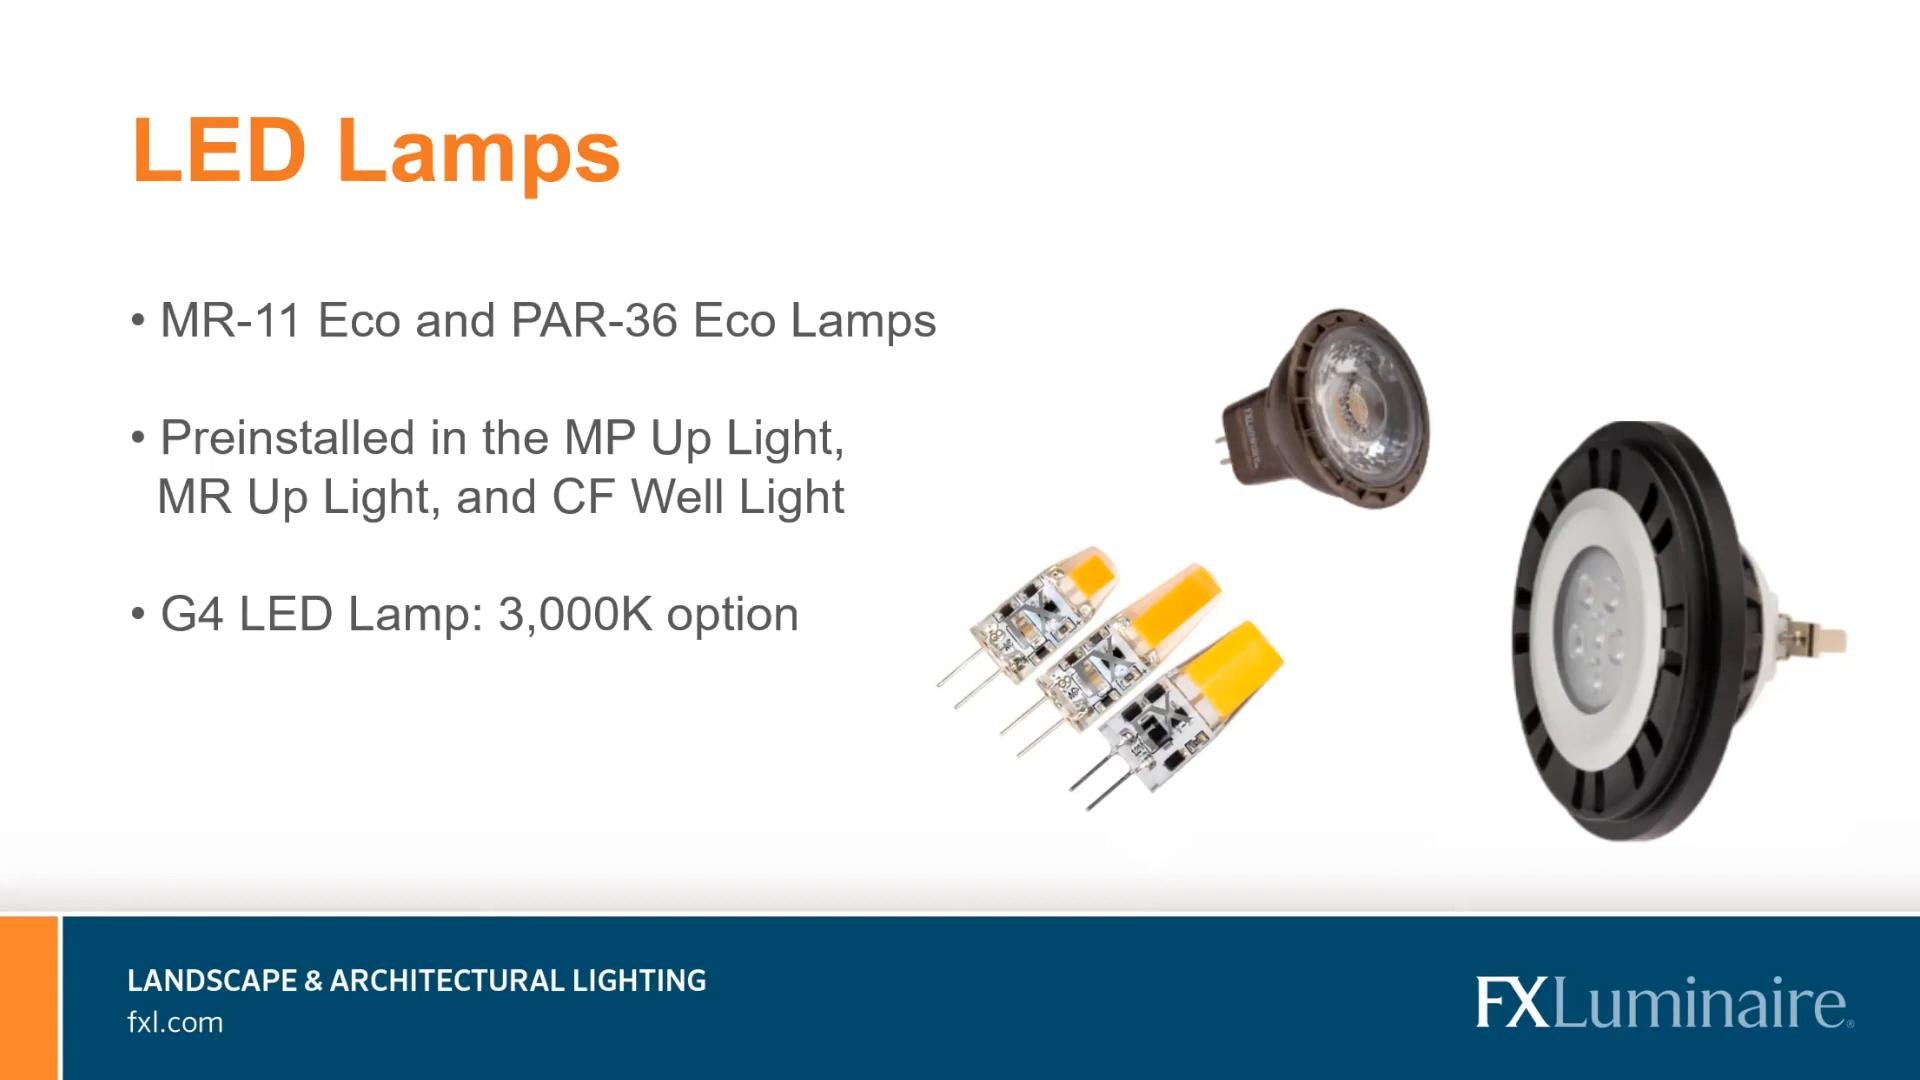 LED Lamps
• MR-11 Eco and PAR-36 Eco Lamps
• Preinstalled in the MP Up Light,
MR Up Light, and CF Well Light
• G4 LED Lamp: 3,000K option
FXLuminaire
LANDSCAPE & ARCHITECTURAL LIGHTING
fxl.com
FXLuminaire®